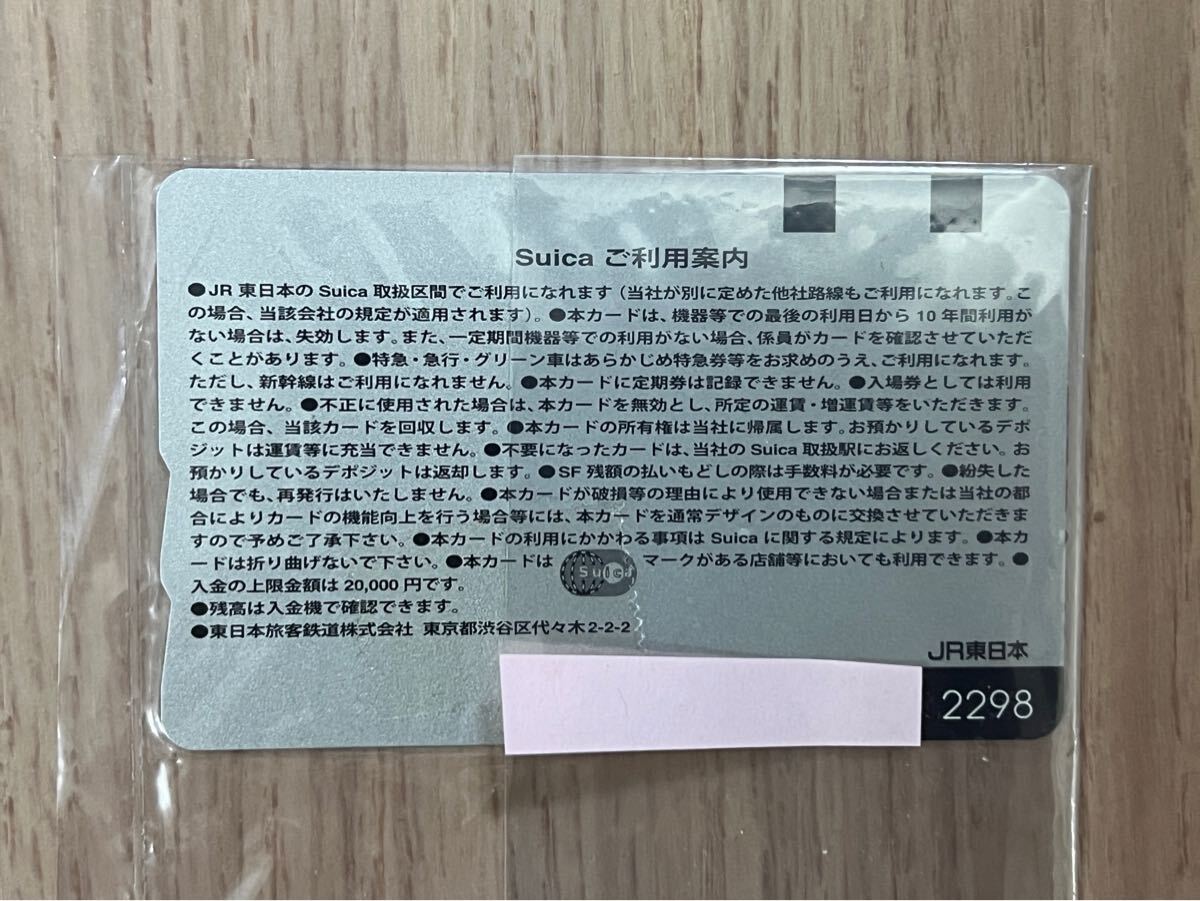 Suica ご利用案内
●JR 東日本の Suica 取扱区間でご利用になれます（当社が別に定めた他社路線もご利用になれます。こ
の場合、当該会社の規定が適用されます）。●本カードは、機器等での最後の利用日から 10 年間利用が
ない場合は、失効します。また、一定期間機器等での利用がない場合、係員がカードを確認させていただ
くことがあります。●特急・急行・グリーン車はあらかじめ特急券等をお求めのうえ、ご利用になれます。
ただし、新幹線はご利用になれません。●本カードに定期券は記録できません。●入場券としては利用
できません。●不正に使用された場合は、本カードを無効とし、所定の運賃・増運賃等をいただきます。
この場合、当該カードを回収します。●本カードの所有権は当社に帰属します。お預かりしているデポ
ジットは運賃等に充当できません。●不要になったカードは、当社の Suica 取扱駅にお返しください。お
預かりしているデポジットは返却します。●SF 残額の払いもどしの際は手数料が必要です。●紛失した
場合でも、再発行はいたしません。●本カードが破損等の理由により使用できない場合または当社の都
合によりカードの機能向上を行う場合等には、本カードを通常デザインのものに交換させていただきま
すので予めご了承下さい。●本カードの利用にかかわる事項は Suica に関する規定によります。●本カ
ードは折り曲げないで下さい。●本カードは Suica マークがある店舗等においても利用できます。●
入金の上限金額は 20,000 円です。
●残高は入金機で確認できます。
●東日本旅客鉄道株式会社 東京都渋谷区代々木2-2-2
JR東日本
2298